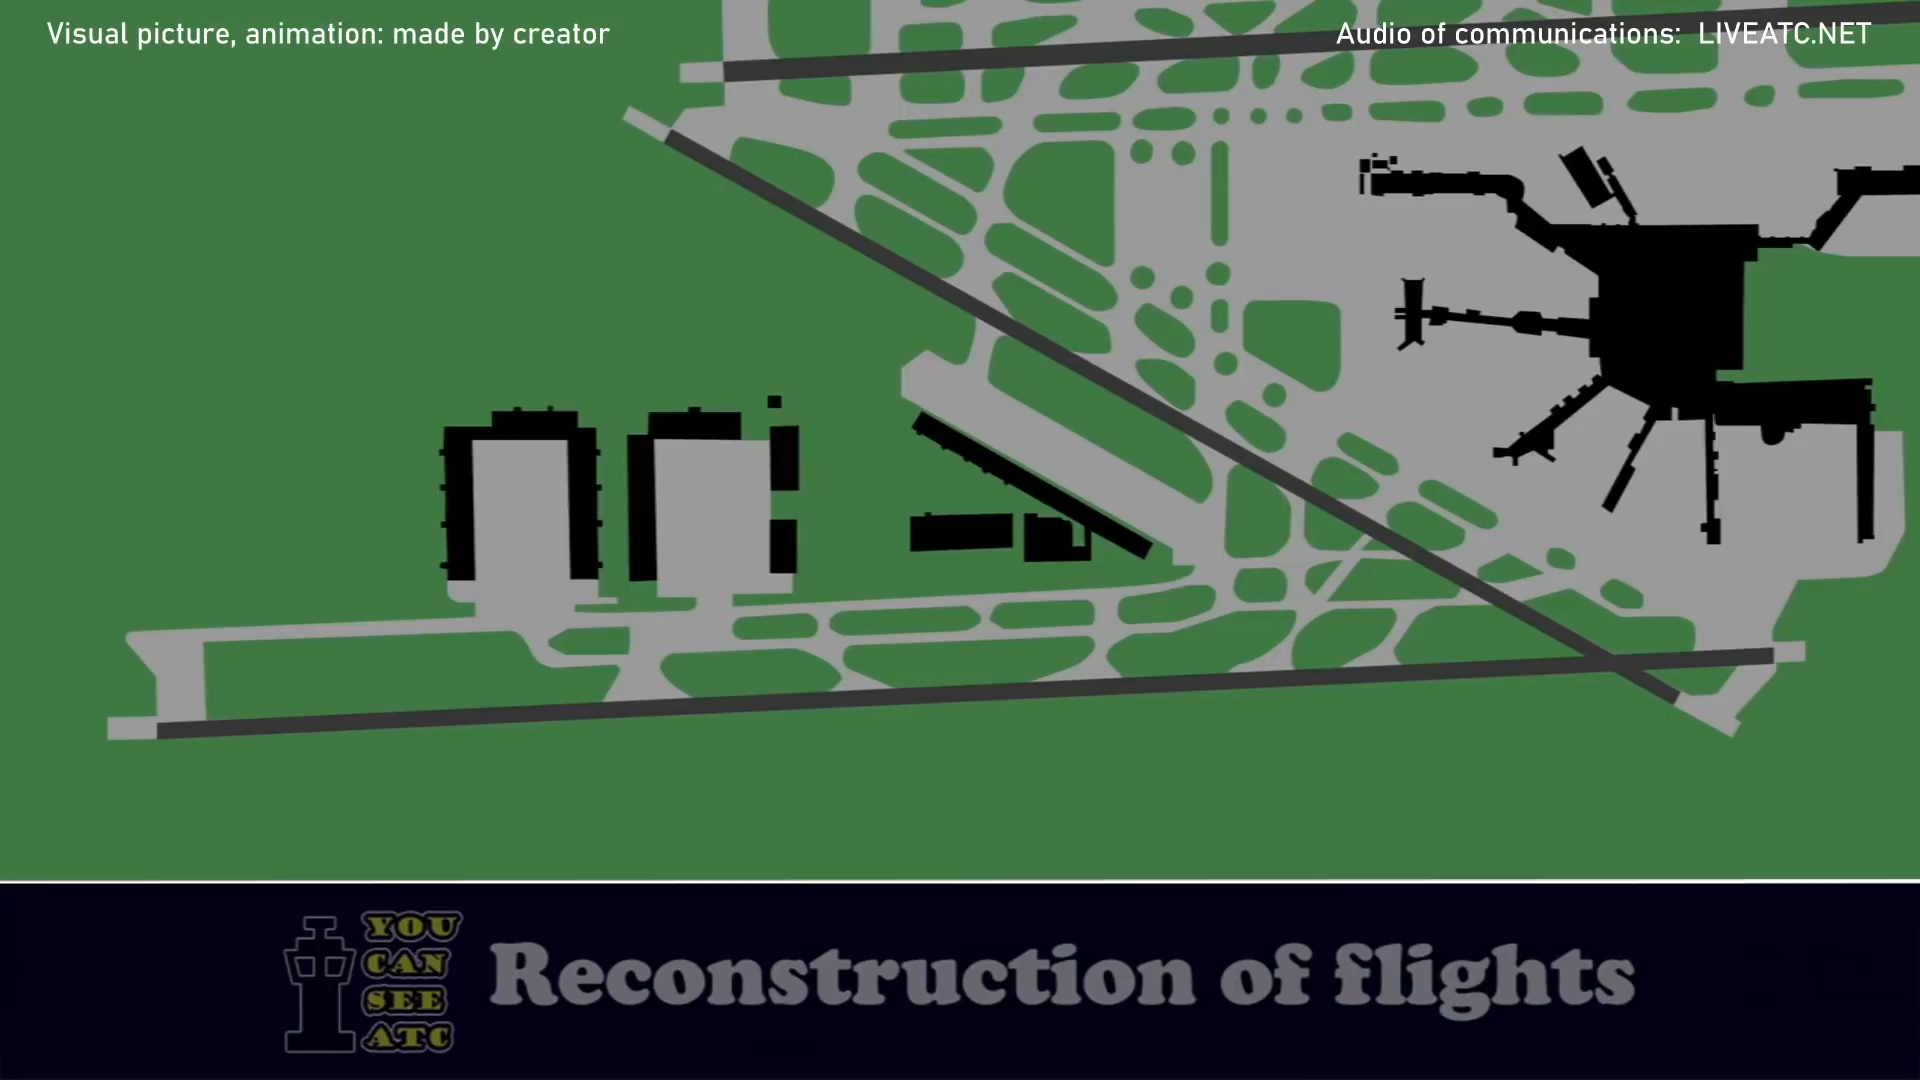 Visual picture, animation: made by creator
Audio of communications: LIVEATC.NET
YOU
CAN
SEE
ATC
Reconstruction of flights